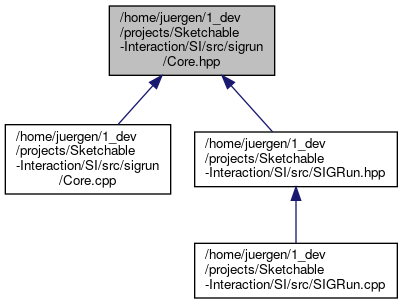 /home/juergen/1_dev
/projects/Sketchable
-Interaction/SI/src/sigrun
/Core.hpp
/home/juergen/1_dev
/projects/Sketchable
-Interaction/SI/src/sigrun
/Core.cpp
/home/juergen/1_dev
/projects/Sketchable
-Interaction/SI/src/SIGRun.hpp
/home/juergen/1_dev
/projects/Sketchable
-Interaction/SI/src/SIGRun.cpp